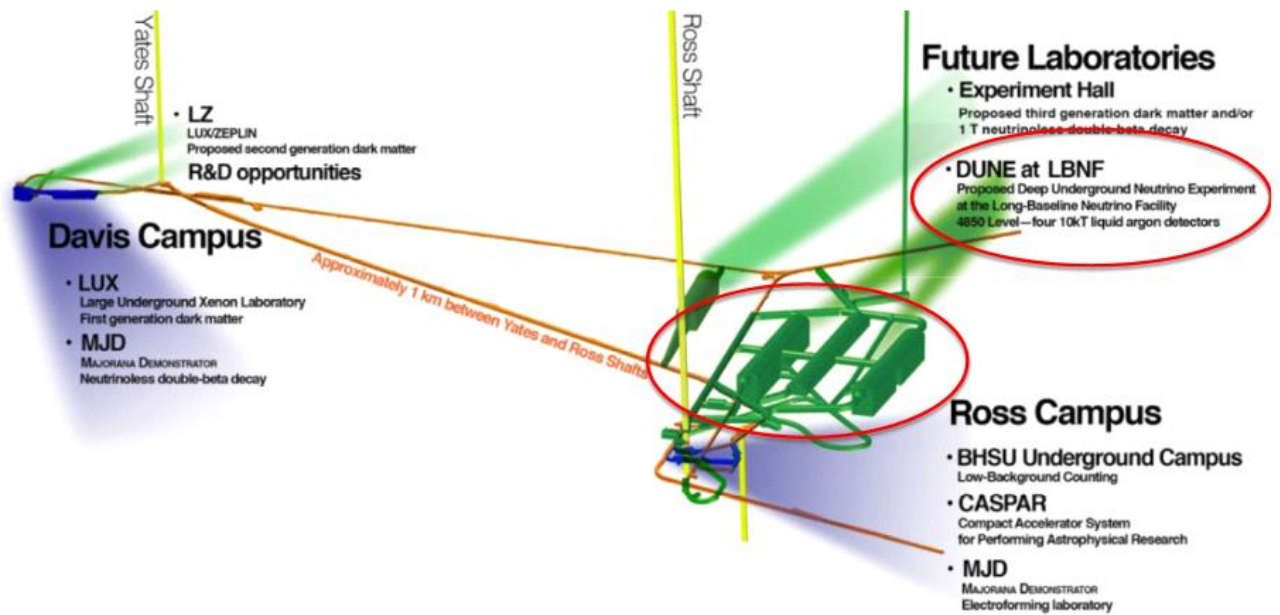 Yates Shaft
• LZ
LUX/ZEPLIN
Proposed second generation dark matter
R&D opportunities
Davis Campus
• LUX
Large Underground Xenon Laboratory
First generation dark matter
• MJD
MAJORANA DEMONSTRATOR
Neutrinoless double-beta decay
Approximately 1 km between Yates and Ross Shafts
Ross Shaft
Future Laboratories
• Experiment Hall
Proposed third generation dark matter and/or
1 T neutrinoless double-beta decay
• DUNE at LBNF
Proposed Deep Underground Neutrino Experiment
at the Long-Baseline Neutrino Facility
4850 Level—four 10kT liquid argon detectors
Ross Campus
• BHSU Underground Campus
Low-Background Counting
• CASPAR
Compact Accelerator System
for Performing Astrophysical Research
• MJD
MAJORANA DEMONSTRATOR
Electroforming laboratory